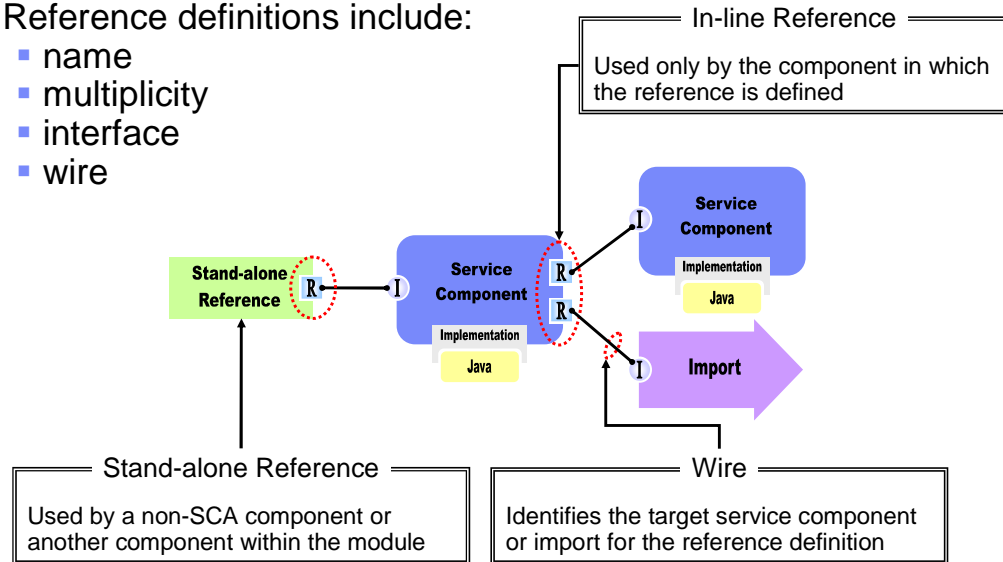 Reference definitions include:
name
multiplicity
interface
wire
In-line Reference
Used only by the component in which
the reference is defined
Stand-alone
Reference
R
I
Service
Component
R
R
Implementation
Java
I
Service
Component
Implementation
Java
I
Import
Stand-alone Reference
Used by a non-SCA component or
another component within the module
Wire
Identifies the target service component
or import for the reference definition